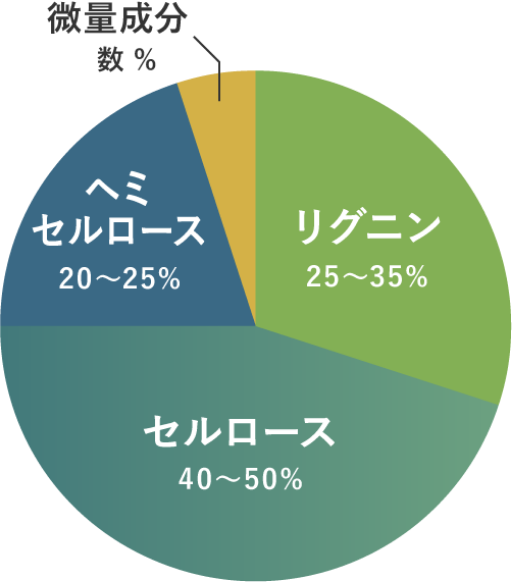 微量成分
数 %
ヘミ
セルロース
20〜25%
リグニン
25〜35%
セルロース
40〜50%